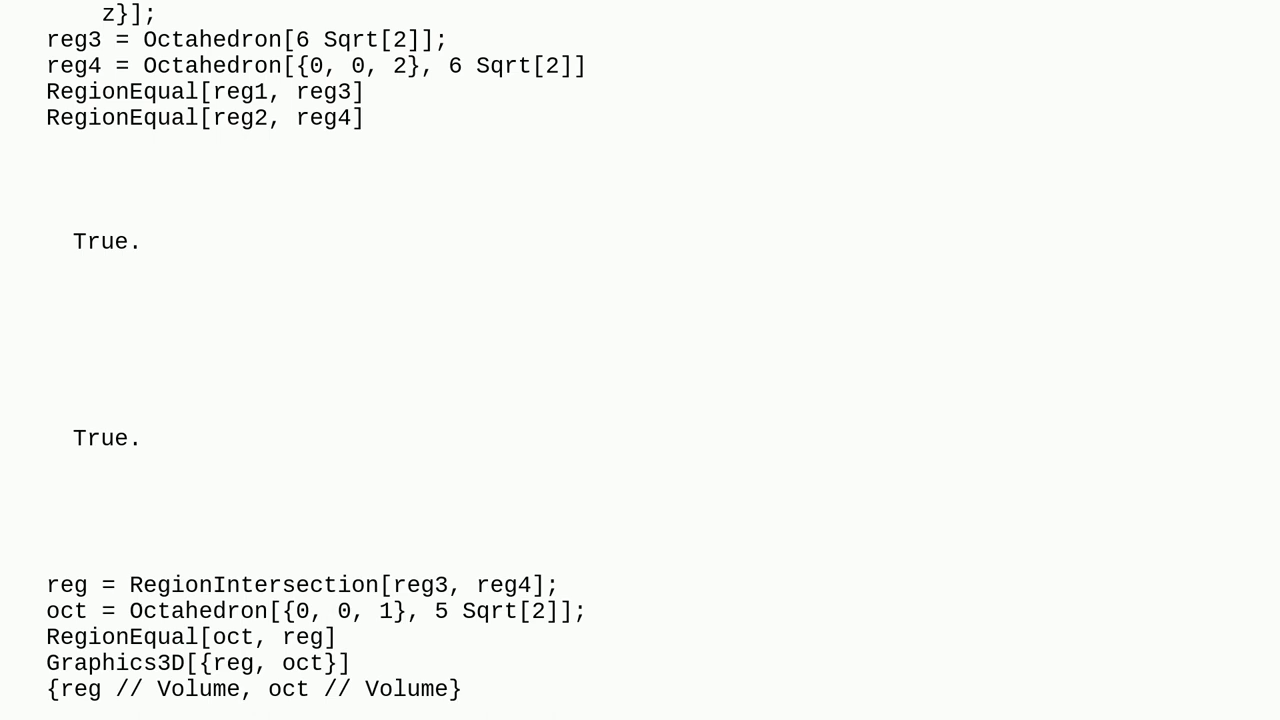 z}];
reg3 = Octahedron[6 Sqrt[2]];
reg4 = Octahedron[{0, 0, 2}, 6 Sqrt[2]]
RegionEqual[reg1, reg3]
RegionEqual[reg2, reg4]
True.
True.
reg = RegionIntersection[reg3, reg4];
oct = Octahedron[{0, 0, 1}, 5 Sqrt[2]];
RegionEqual[oct, reg]
Graphics3D[{reg, oct}]
{reg // Volume, oct // Volume}